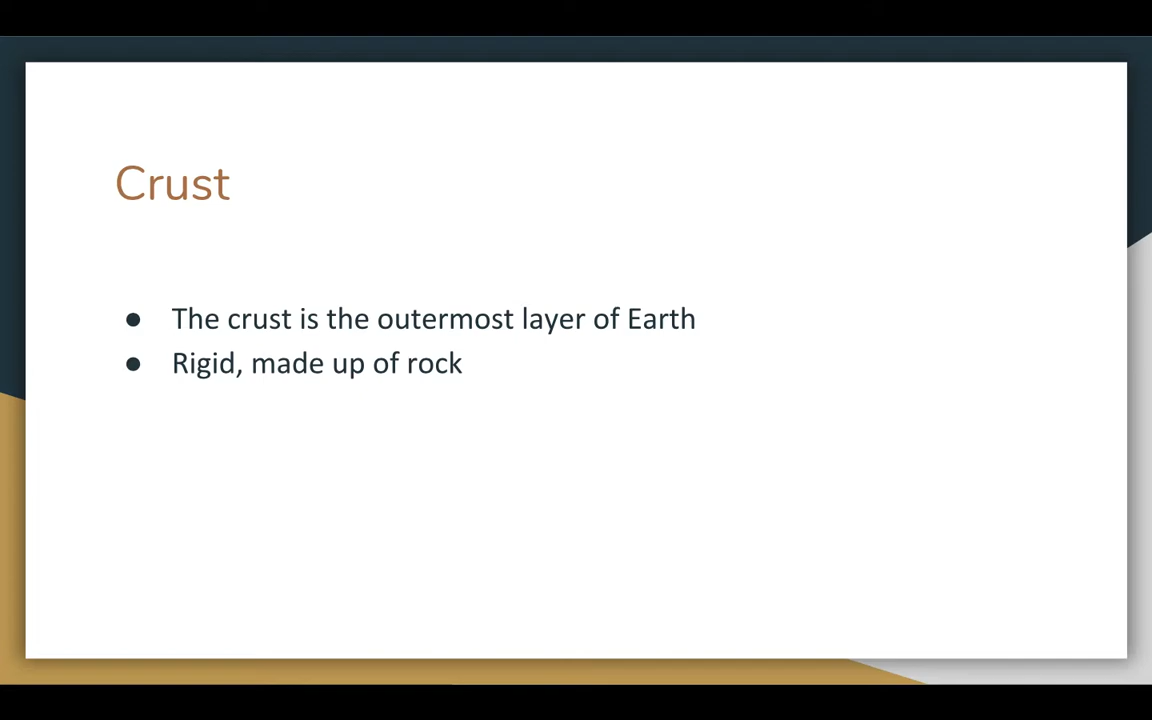 Crust
● The crust is the outermost layer of Earth
● Rigid, made up of rock